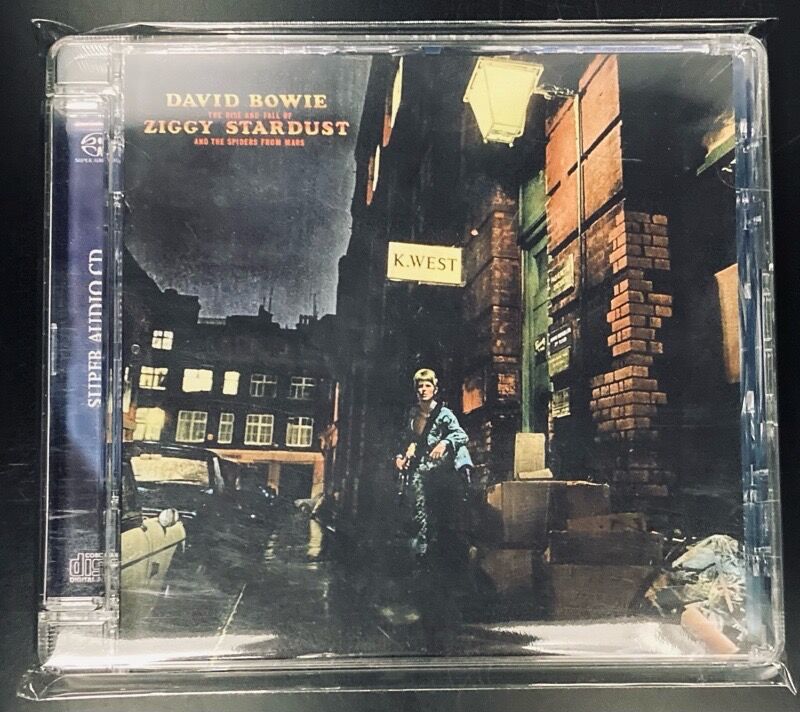 DAVID BOWIE
THE RISE AND FALL OF
ZIGGY STARDUST
AND THE SPIDERS FROM MARS
K.WEST
SUPER AUDIO CD